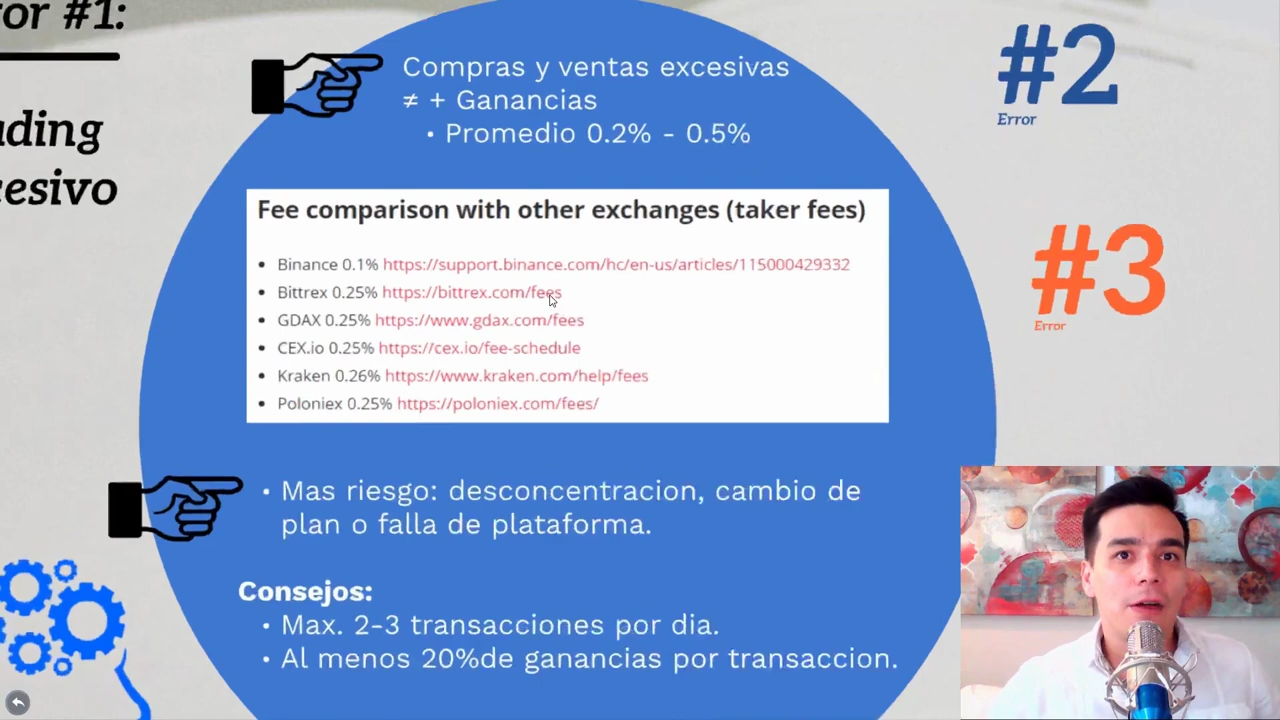 or #1:
ading
cesivo
Compras y ventas excesivas
≠ + Ganancias
• Promedio 0.2% - 0.5%
Fee comparison with other exchanges (taker fees)
• Binance 0.1% https://support.binance.com/hc/en-us/articles/115000429332
• Bittrex 0.25% https://bittrex.com/fees
• GDAX 0.25% https://www.gdax.com/fees
• CEX.io 0.25% https://cex.io/fee-schedule
• Kraken 0.26% https://www.kraken.com/help/fees
• Poloniex 0.25% https://poloniex.com/fees/
• Mas riesgo: desconcentracion, cambio de
plan o falla de plataforma.
Consejos:
• Max. 2-3 transacciones por dia.
• Al menos 20%de ganancias por transaccion.
#2
Error
#3
Error